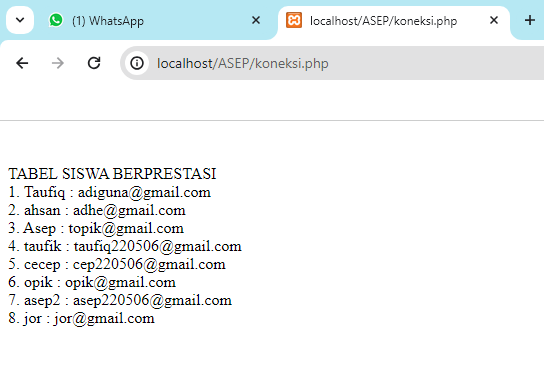 (1) WhatsApp
localhost/ASEP/koneksi.php
localhost/ASEP/koneksi.php
TABEL SISWA BERPRESTASI
1. Taufiq : adiguna@gmail.com
2. ahsan : adhe@gmail.com
3. Asep : topik@gmail.com
4. taufik : taufiq220506@gmail.com
5. cecep : cep220506@gmail.com
6. opik : opik@gmail.com
7. asep2 : asep220506@gmail.com
8. jor : jor@gmail.com